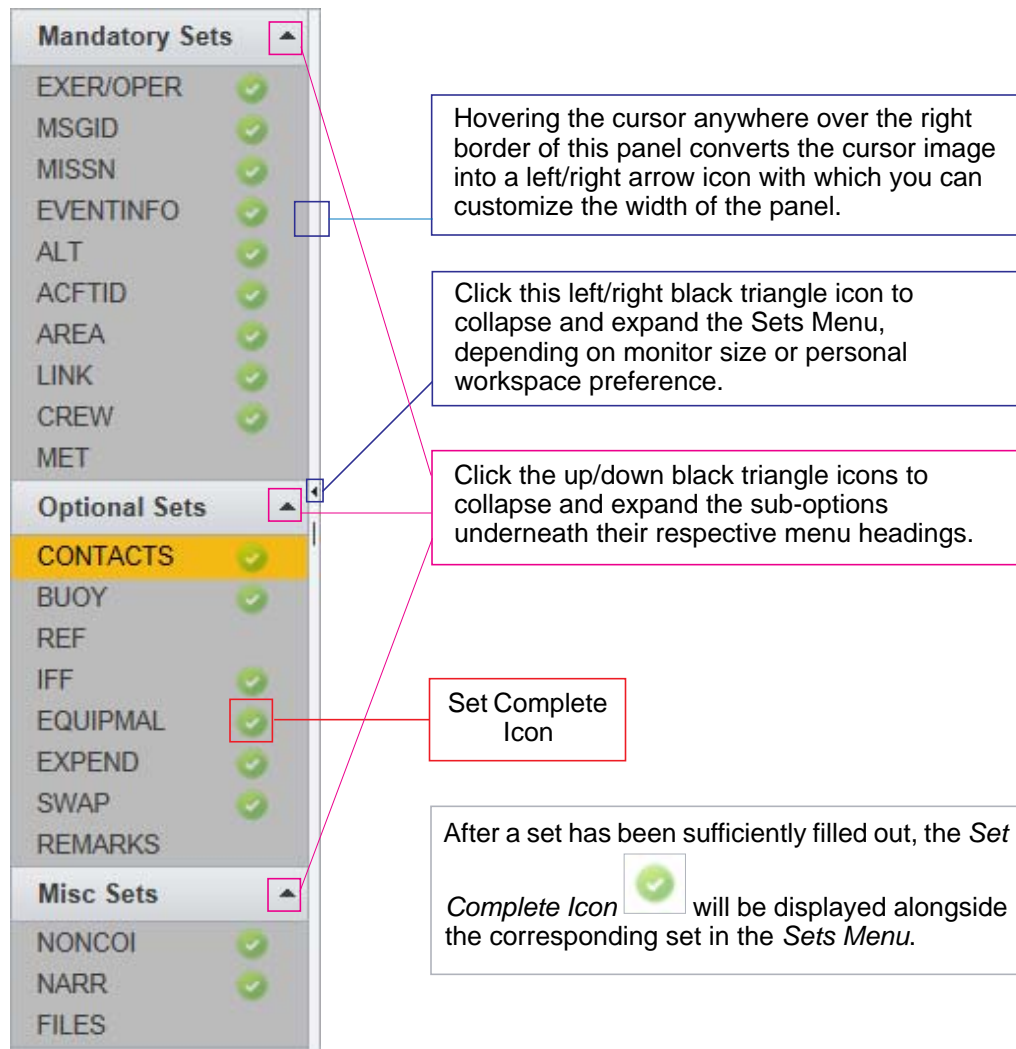 Mandatory Sets
EXER/OPER
MSGID
MISSN
EVENTINFO
ALT
ACFTID
AREA
LINK
CREW
MET
Optional Sets
CONTACTS
BUOY
REF
IFF
EQUIPMAL
EXPEND
SWAP
REMARKS
Misc Sets
NONCOI
NARR
FILES
Hovering the cursor anywhere over the right
border of this panel converts the cursor image
into a left/right arrow icon with which you can
customize the width of the panel.
Click this left/right black triangle icon to
collapse and expand the Sets Menu,
depending on monitor size or personal
workspace preference.
Click the up/down black triangle icons to
collapse and expand the sub-options
underneath their respective menu headings.
Set Complete
Icon
After a set has been sufficiently filled out, the Set
Complete Icon will be displayed alongside
the corresponding set in the Sets Menu.